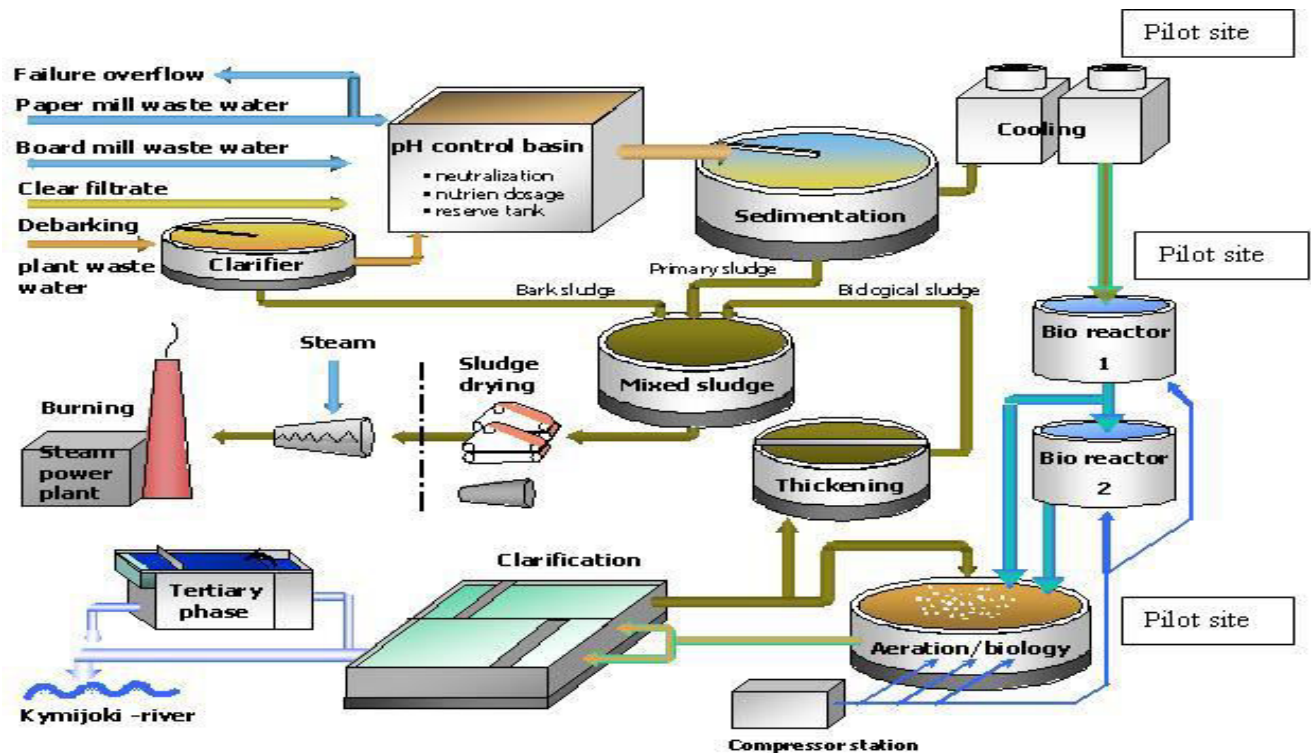 Pilot site
Failure overflow
Paper mill waste water
Board mill waste water
Clear filtrate
Debarking
plant waste
water
Clarifier
pH control basin
• neutralization
• nutrien dosage
• reserve tank
Sedimentation
Cooling
Pilot site
Primary sludge
Bark sludge
Biological sludge
Bio reactor
1
Mixed sludge
Steam
Sludge
drying
Burning
Steam
power
plant
Thickening
Bio reactor
2
Clarification
Tertiary
phase
Aeration/biology
Pilot site
Kymijoki -river
Compressor station